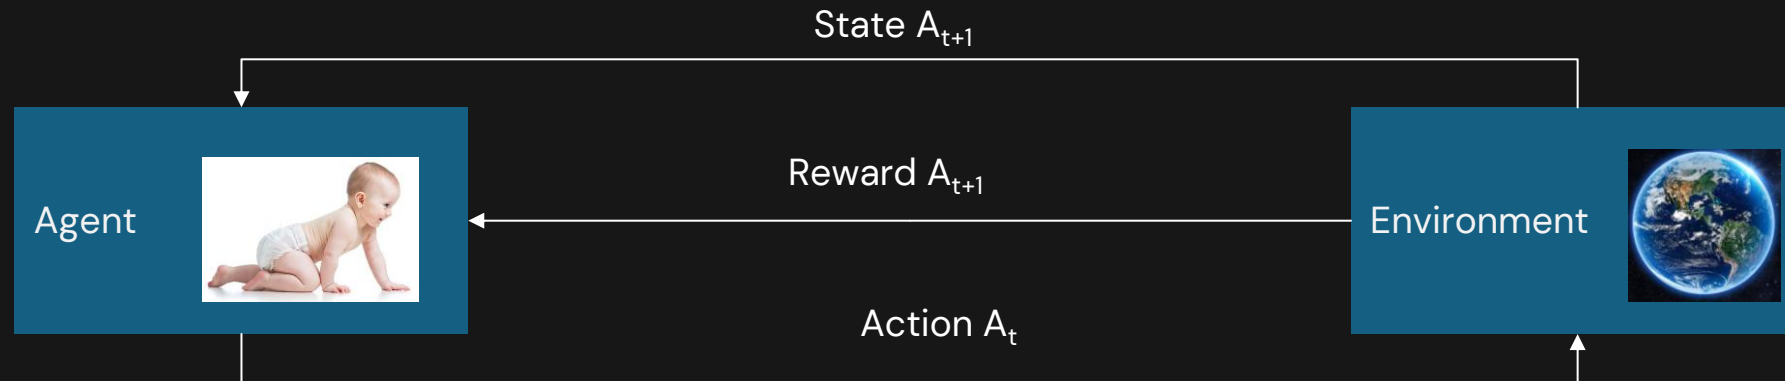 State Aₜ₊₁
Reward Aₜ₊₁
Agent
Environment
Action Aₜ